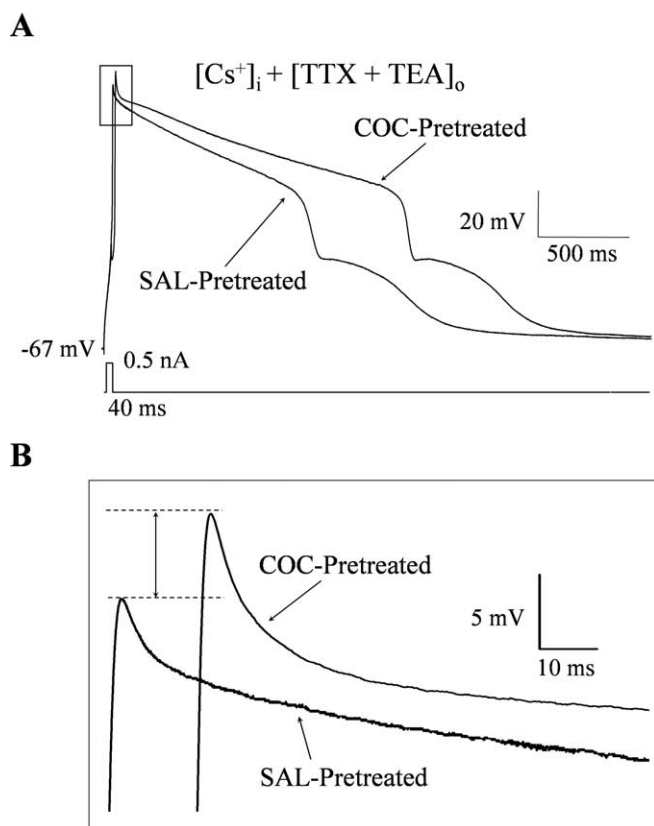 A
[Cs⁺]ᵢ + [TTX + TEA]ₒ
COC-Pretreated
20 mV
500 ms
SAL-Pretreated
-67 mV
0.5 nA
40 ms
B
COC-Pretreated
5 mV
10 ms
SAL-Pretreated